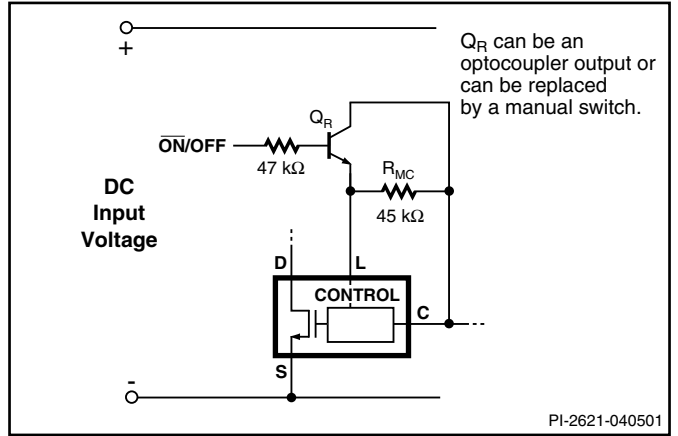 +
Q_R can be an
optocoupler output or
can be replaced
by a manual switch.
Q_R
O̅N̅/OFF
47 kΩ
R_MC
45 kΩ
DC
Input
Voltage
D
L
CONTROL
C
S
-
PI-2621-040501